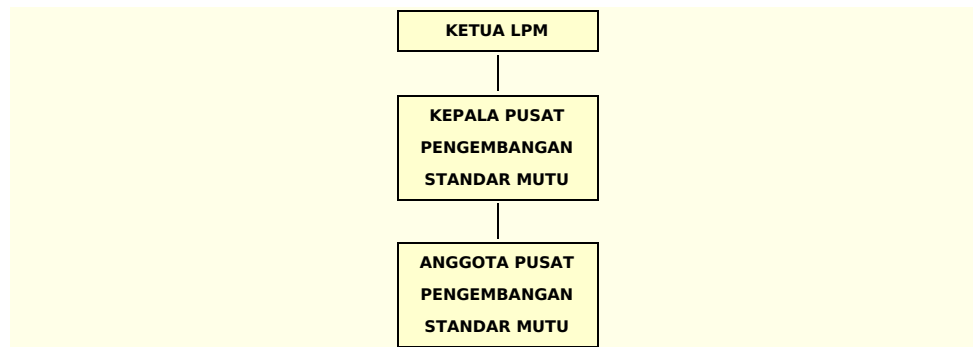 KETUA LPM
KEPALA PUSAT
PENGEMBANGAN
STANDAR MUTU
ANGGOTA PUSAT
PENGEMBANGAN
STANDAR MUTU